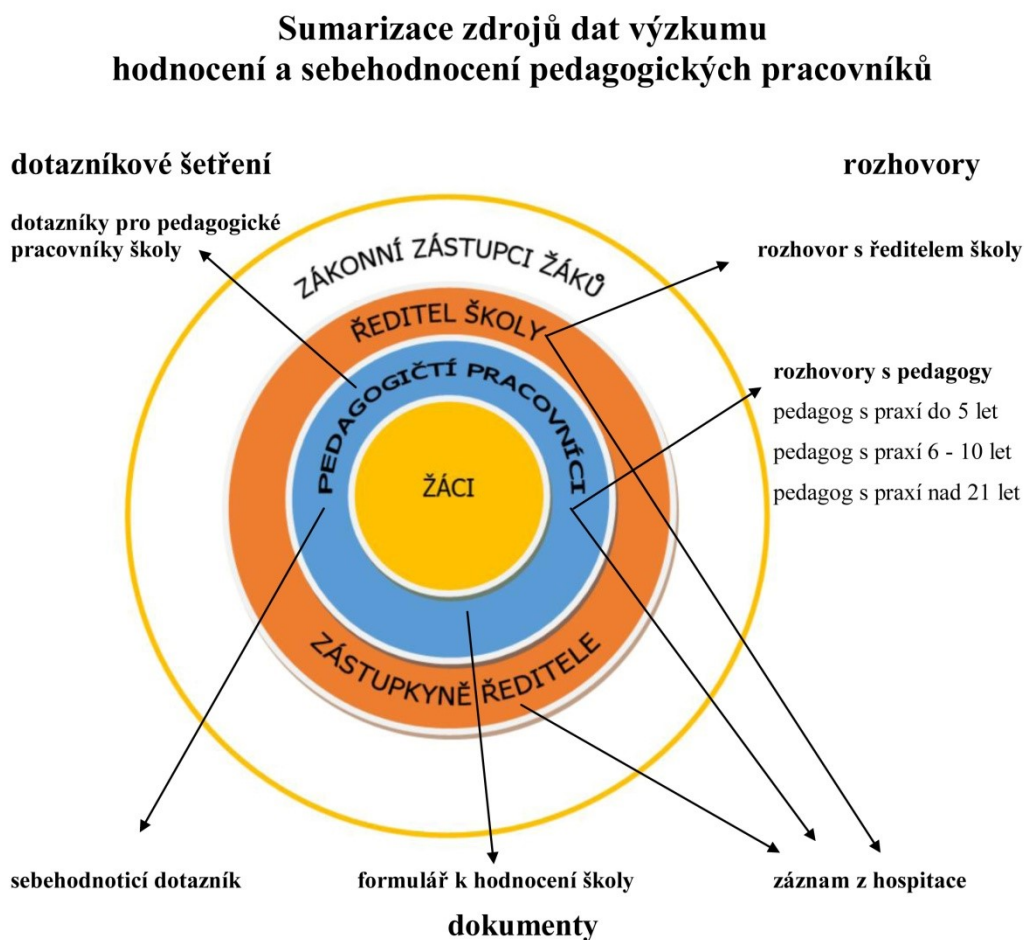 Sumarizace zdrojů dat výzkumu
hodnocení a sebehodnocení pedagogických pracovníků
dotazníkové šetření
rozhovory
dotazníky pro pedagogické
pracovníky školy
ZÁKONNÍ ZÁSTUPCI ŽÁKŮ
rozhovor s ředitelem školy
ŘEDITEL ŠKOLY
PEDAGOGIČTÍ PRACOVNÍCI
rozhovory s pedagogy
pedagog s praxí do 5 let
pedagog s praxí 6 - 10 let
pedagog s praxí nad 21 let
ŽÁCI
ZÁSTUPKYNĚ ŘEDITELE
sebehodnoticí dotazník
formulář k hodnocení školy
záznam z hospitace
dokumenty